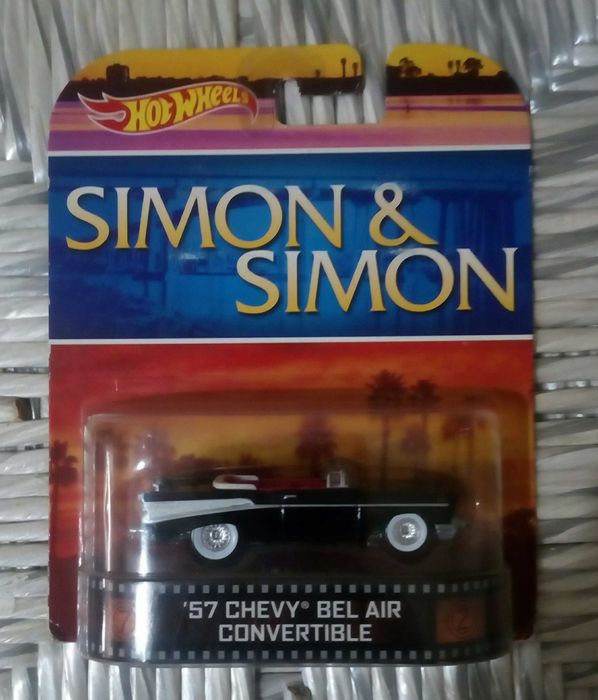 HOT WHEELS
SIMON &
SIMON
'57 CHEVY® BEL AIR
CONVERTIBLE